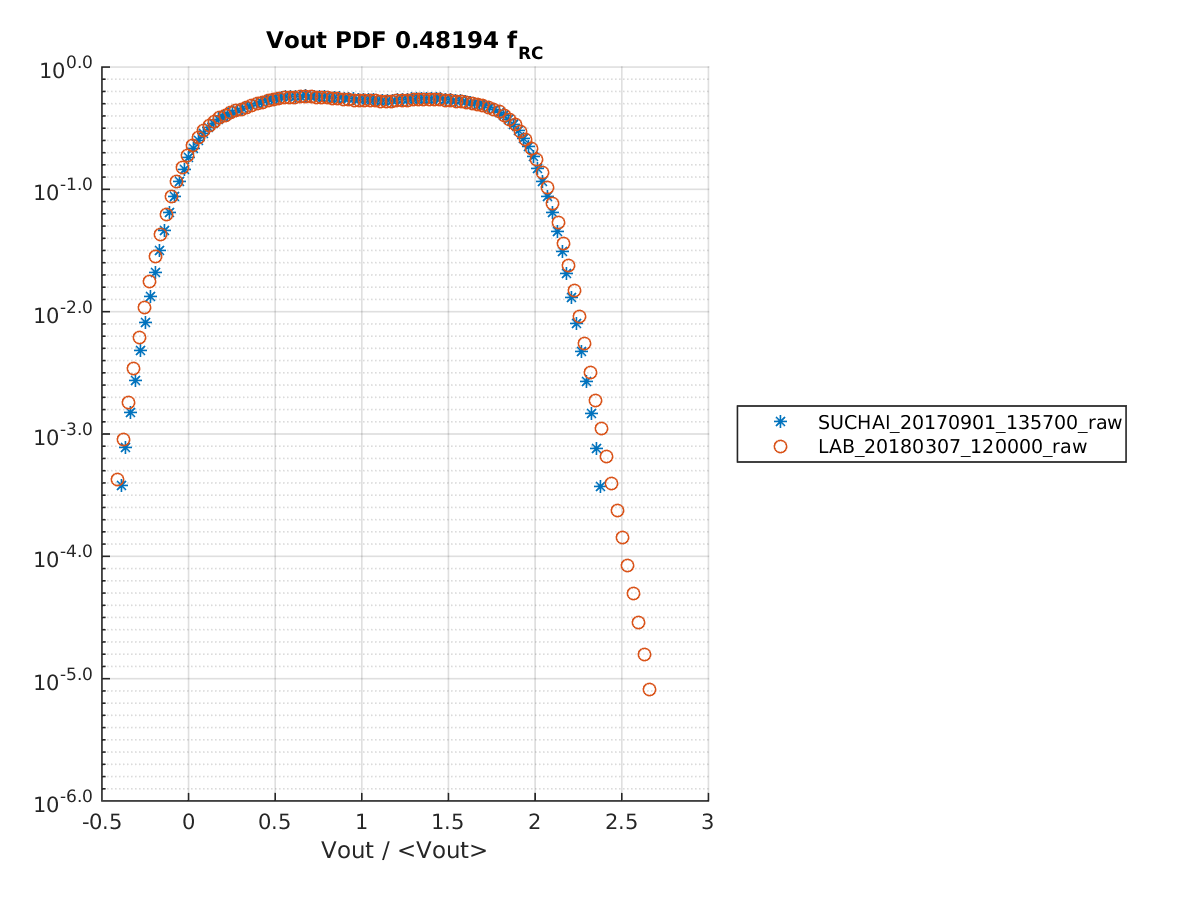 Vout PDF 0.48194 f_RC
10^0.0
10^-1.0
10^-2.0
10^-3.0
10^-4.0
10^-5.0
10^-6.0
-0.5 0 0.5 1 1.5 2 2.5 3
Vout / <Vout>
SUCHAI_20170901_135700_raw
LAB_20180307_120000_raw